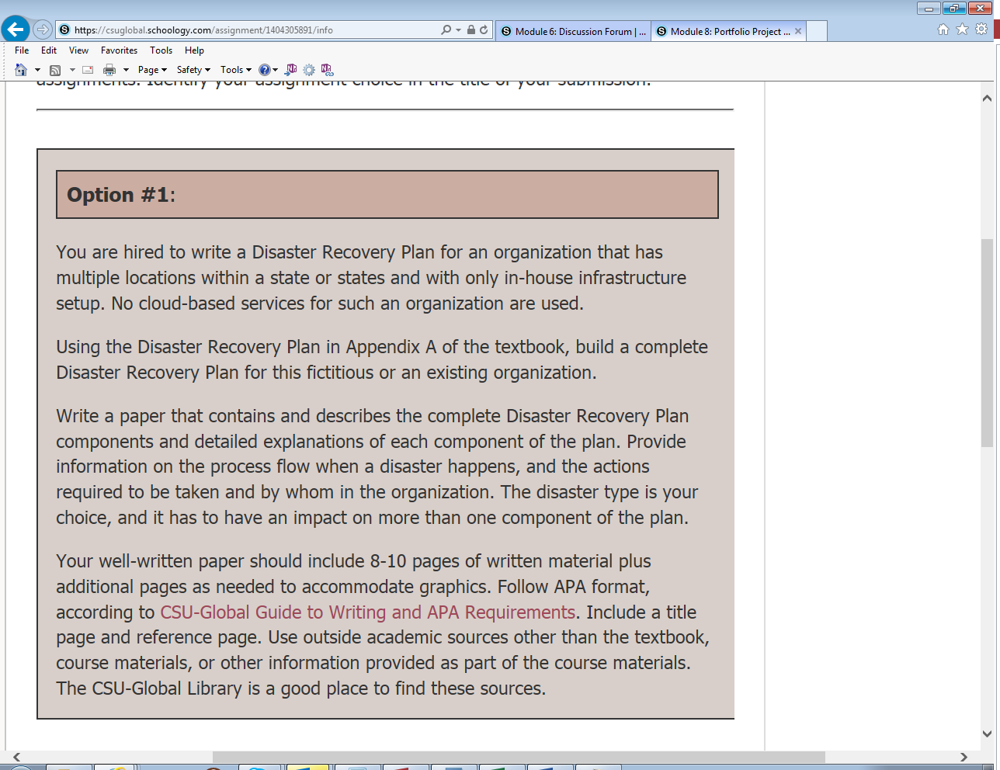 https://csuglobal.schoology.com/assignment/1404305891/info
Module 6: Discussion Forum | ...
Module 8: Portfolio Project ...
File Edit View Favorites Tools Help
Page Safety Tools
assignments. Identify your assignment choice in the title of your submission.
Option #1:
You are hired to write a Disaster Recovery Plan for an organization that has
multiple locations within a state or states and with only in-house infrastructure
setup. No cloud-based services for such an organization are used.
Using the Disaster Recovery Plan in Appendix A of the textbook, build a complete
Disaster Recovery Plan for this fictitious or an existing organization.
Write a paper that contains and describes the complete Disaster Recovery Plan
components and detailed explanations of each component of the plan. Provide
information on the process flow when a disaster happens, and the actions
required to be taken and by whom in the organization. The disaster type is your
choice, and it has to have an impact on more than one component of the plan.
Your well-written paper should include 8-10 pages of written material plus
additional pages as needed to accommodate graphics. Follow APA format,
according to CSU-Global Guide to Writing and APA Requirements. Include a title
page and reference page. Use outside academic sources other than the textbook,
course materials, or other information provided as part of the course materials.
The CSU-Global Library is a good place to find these sources.